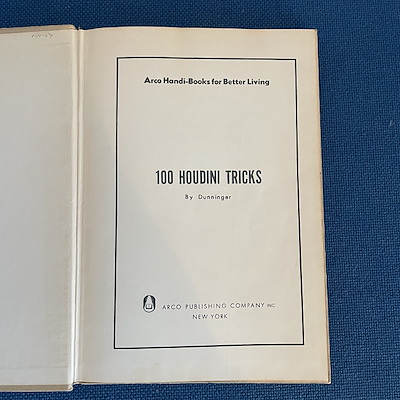 Arco Handi-Books for Better Living
100 HOUDINI TRICKS
By Dunninger
ARCO PUBLISHING COMPANY INC.
NEW YORK